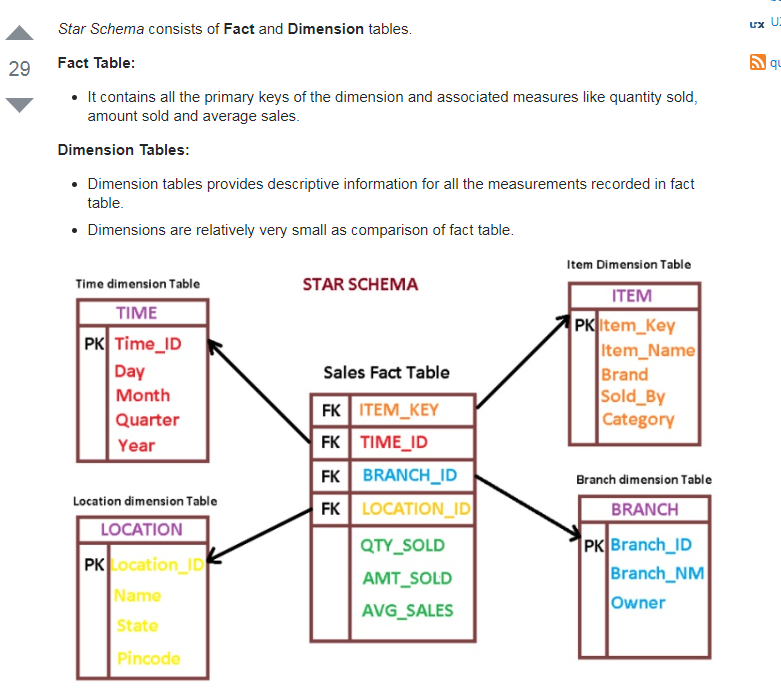 Star Schema consists of Fact and Dimension tables.
29
Fact Table:
It contains all the primary keys of the dimension and associated measures like quantity sold,
amount sold and average sales.
Dimension Tables:
Dimension tables provides descriptive information for all the measurements recorded in fact
table.
Dimensions are relatively very small as comparison of fact table.
STAR SCHEMA
Time dimension Table
TIME
PK Time_ID
Day
Month
Quarter
Year
Item Dimension Table
ITEM
PK Item_Key
Item_Name
Brand
Sold_By
Category
Sales Fact Table
FK ITEM_KEY
FK TIME_ID
FK BRANCH_ID
FK LOCATION_ID
QTY_SOLD
AMT_SOLD
AVG_SALES
Location dimension Table
LOCATION
PK Location_ID
Name
State
Pincode
Branch dimension Table
BRANCH
PK Branch_ID
Branch_NM
Owner